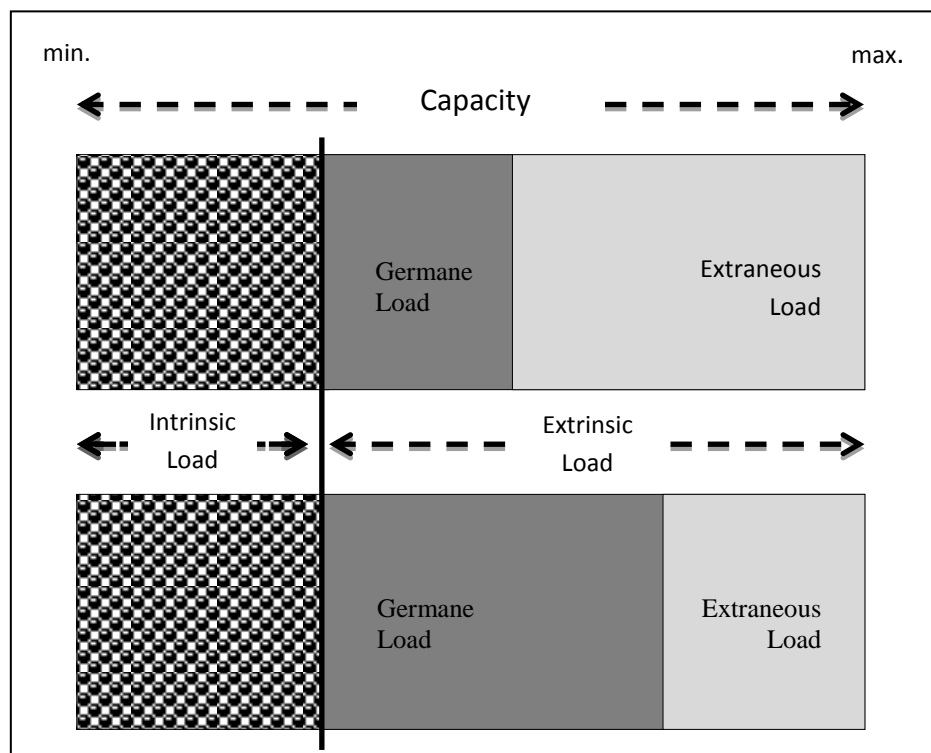 min.
max.
Capacity
Germane
Load
Extraneous
Load
Intrinsic
Load
Extrinsic
Load
Germane
Load
Extraneous
Load